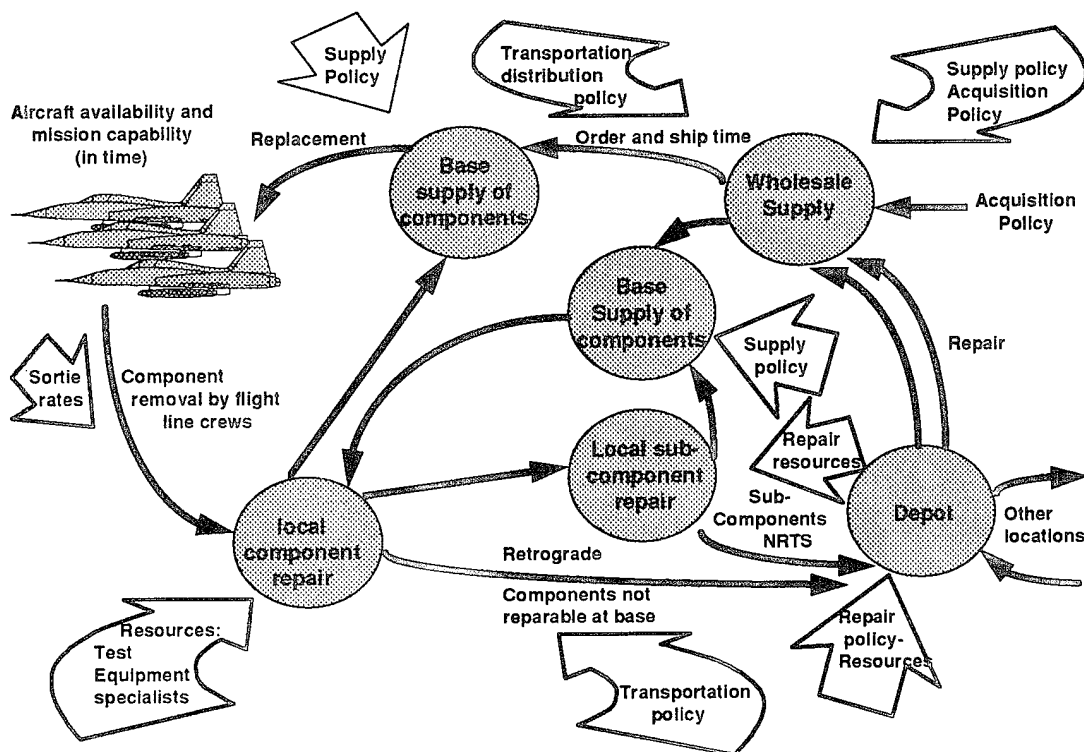 Supply
Policy
Transportation
distribution
policy
Supply policy
Acquisition
Policy
Aircraft availability and
mission capability
(in time)
Replacement
Order and ship time
Base
supply of
components
Wholesale
Supply
Acquisition
Policy
Base
Supply of
components
Supply
policy
Repair
Sortie
rates
Component
removal by flight
line crews
Repair
resources
Local sub-
component
repair
Sub-
Components
NRTS
Depot
Other
locations
local
component
repair
Retrograde
Components not
reparable at base
Resources:
Test
Equipment
specialists
Transportation
policy
Repair
policy-
Resources